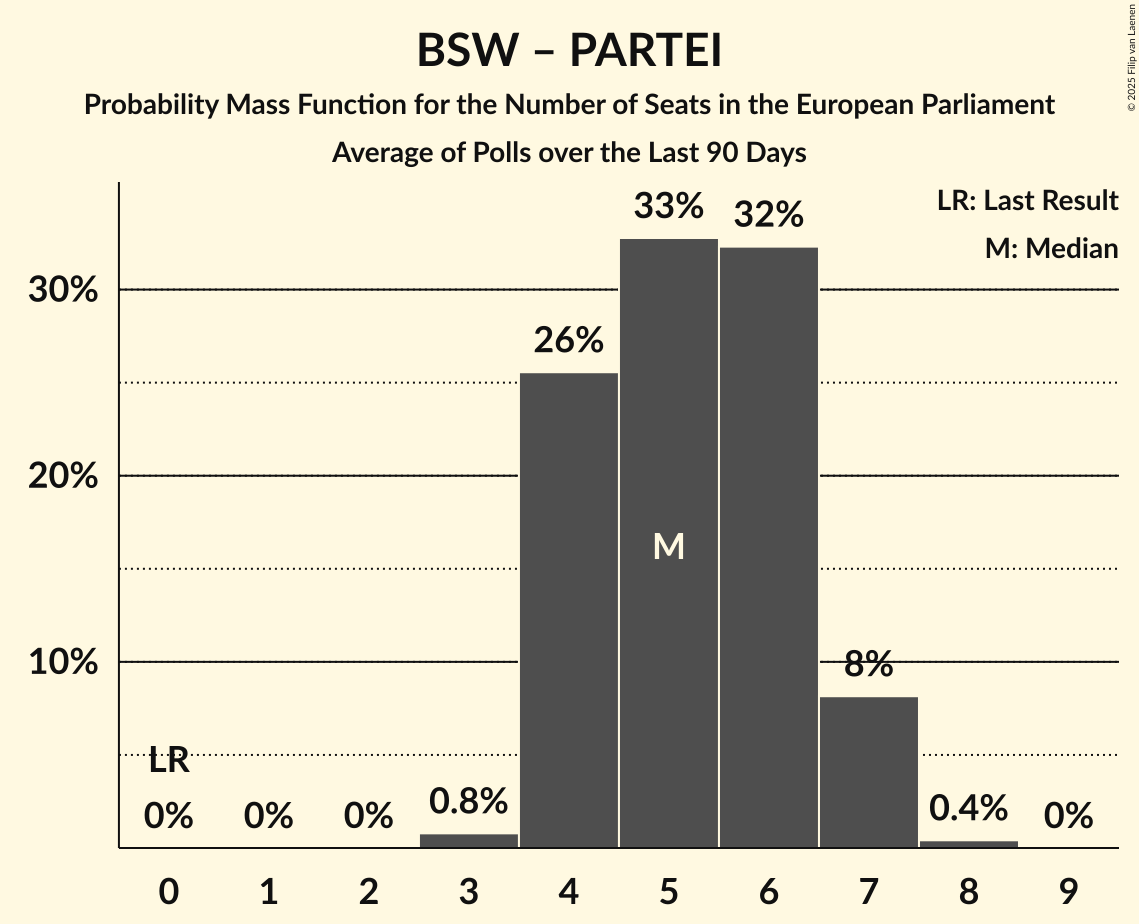 BSW – PARTEI
Probability Mass Function for the Number of Seats in the European Parliament
Average of Polls over the Last 90 Days
© 2025 Filip van Laenen
LR: Last Result
M: Median
33%
32%
30%
26%
20%
M
10%
8%
LR
0%
0%
0%
0.8%
0.4%
0%
0 1 2 3 4 5 6 7 8 9